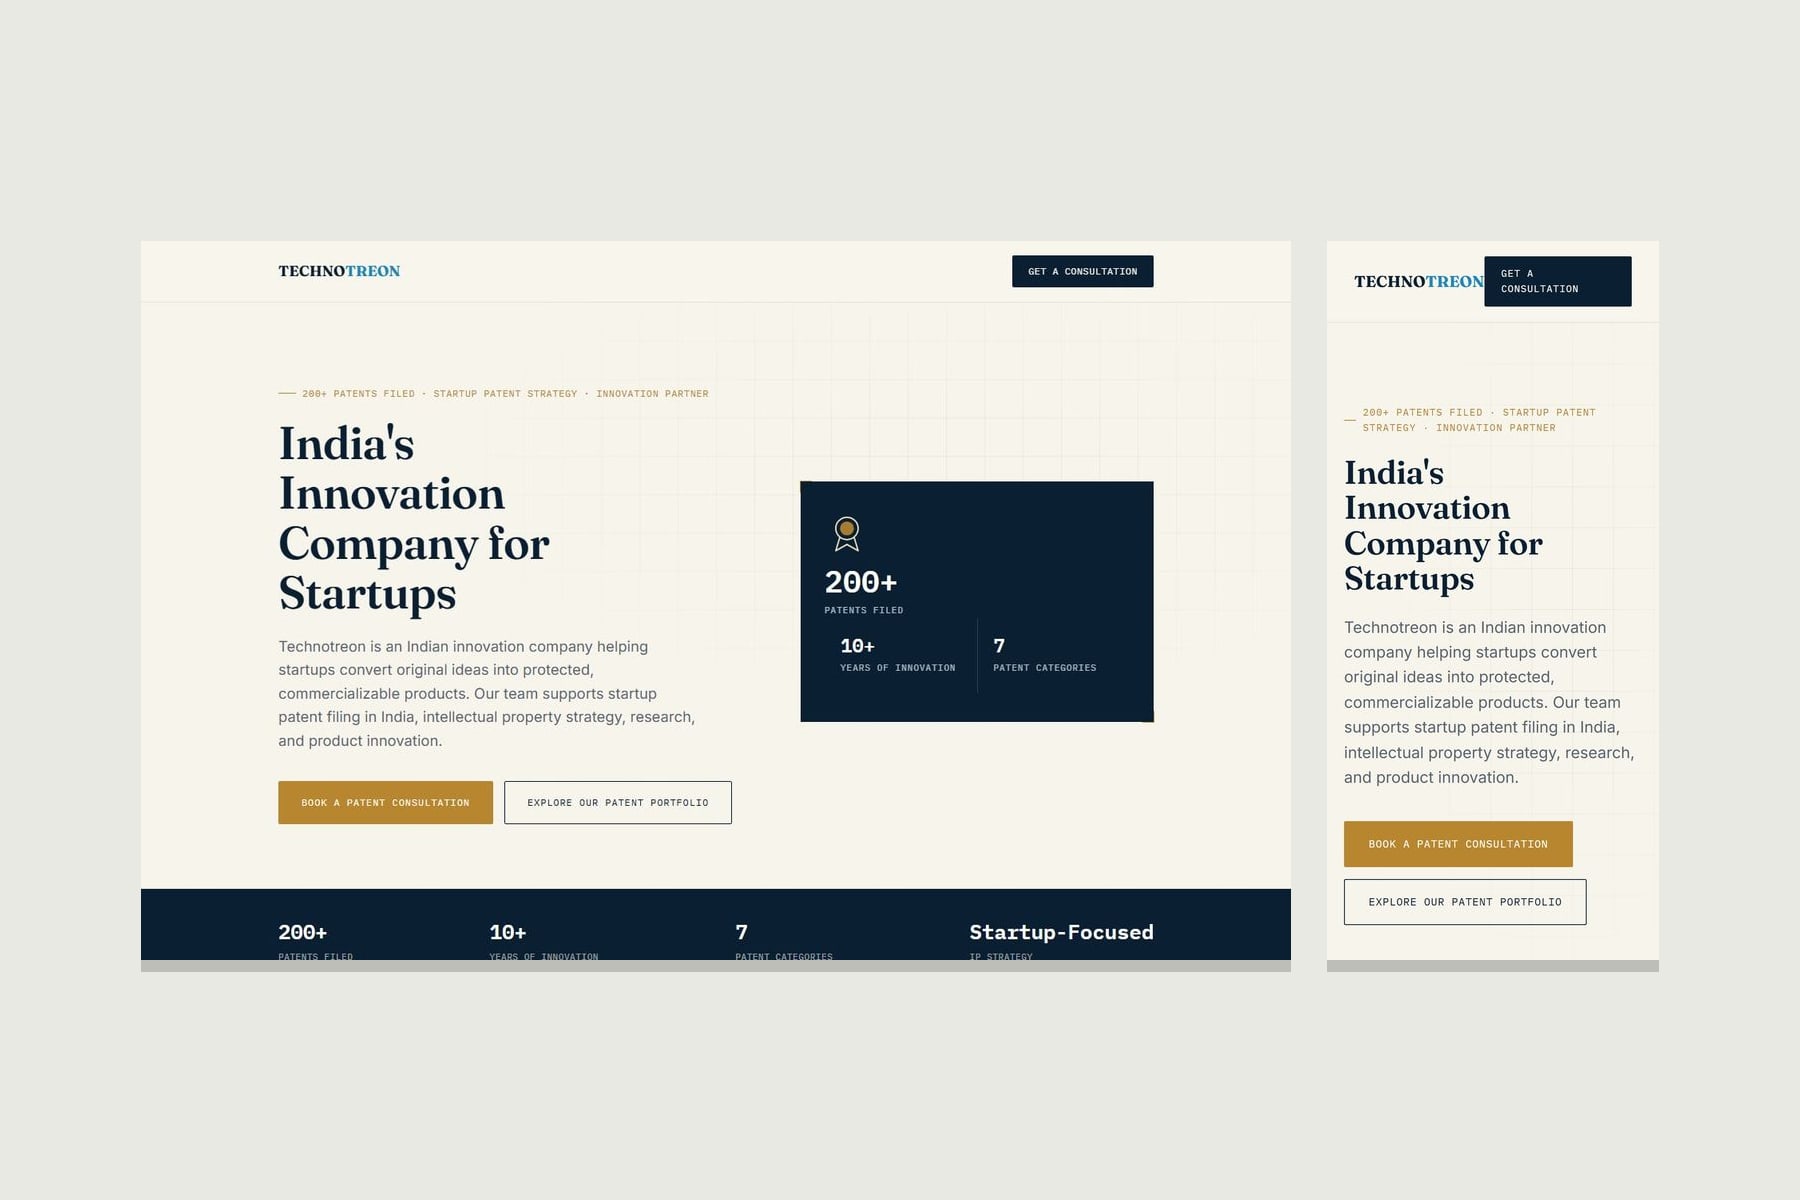 TECHNOTREON
GET A CONSULTATION
200+ PATENTS FILED · STARTUP PATENT STRATEGY · INNOVATION PARTNER
India's
Innovation
Company for
Startups
Technotreon is an Indian innovation company helping
startups convert original ideas into protected,
commercializable products. Our team supports startup
patent filing in India, intellectual property strategy, research,
and product innovation.
BOOK A PATENT CONSULTATION
EXPLORE OUR PATENT PORTFOLIO
200+
PATENTS FILED
10+
YEARS OF INNOVATION
7
PATENT CATEGORIES
200+
PATENTS FILED
10+
YEARS OF INNOVATION
7
PATENT CATEGORIES
Startup-Focused
IP STRATEGY
TECHNOTREON
GET A
CONSULTATION
200+ PATENTS FILED · STARTUP PATENT
STRATEGY · INNOVATION PARTNER
India's
Innovation
Company for
Startups
Technotreon is an Indian innovation
company helping startups convert
original ideas into protected,
commercializable products. Our team
supports startup patent filing in India,
intellectual property strategy, research,
and product innovation.
BOOK A PATENT CONSULTATION
EXPLORE OUR PATENT PORTFOLIO